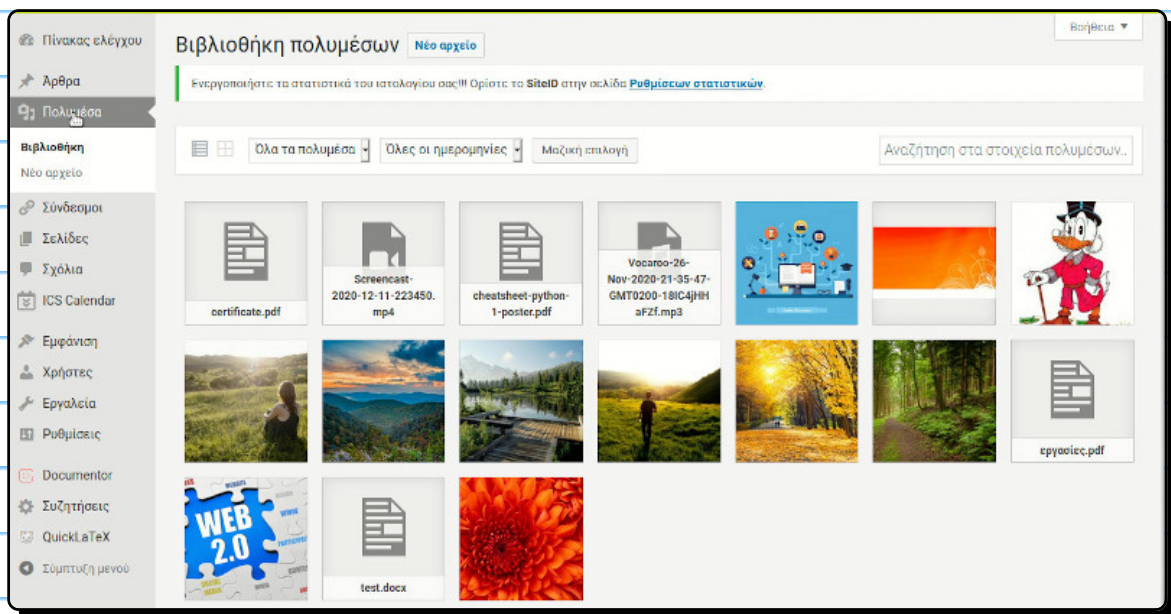 Πίνακας ελέγχου
Άρθρα
Πολυμέσα
Βιβλιοθήκη
Νέο αρχείο
Σύνδεσμοι
Σελίδες
Σχόλια
ICS Calendar
Εμφάνιση
Χρήστες
Εργαλεία
Ρυθμίσεις
Documentor
Συζητήσεις
QuickLaTeX
Σύμπτυξη μενού
Βοήθεια
Βιβλιοθήκη πολυμέσων Νέο αρχείο
Ενεργοποιήστε τα στατιστικά του ιστολογίου σας!!! Ορίστε το SiteID στην σελίδα Ρυθμίσεων στατιστικών.
Όλα τα πολυμέσα Όλες οι ημερομηνίες Μαζική επιλογή Αναζήτηση στα στοιχεία πολυμέσων..
certificate.pdf
Screencast-
2020-12-11-223450.
mp4
cheatsheet-python-
1-poster.pdf
Vocaroo-26-
Nov-2020-21-35-47-
GMT0200-18IC4jHH
aFZf.mp3
εργασίες.pdf
WEB
2.0
test.docx